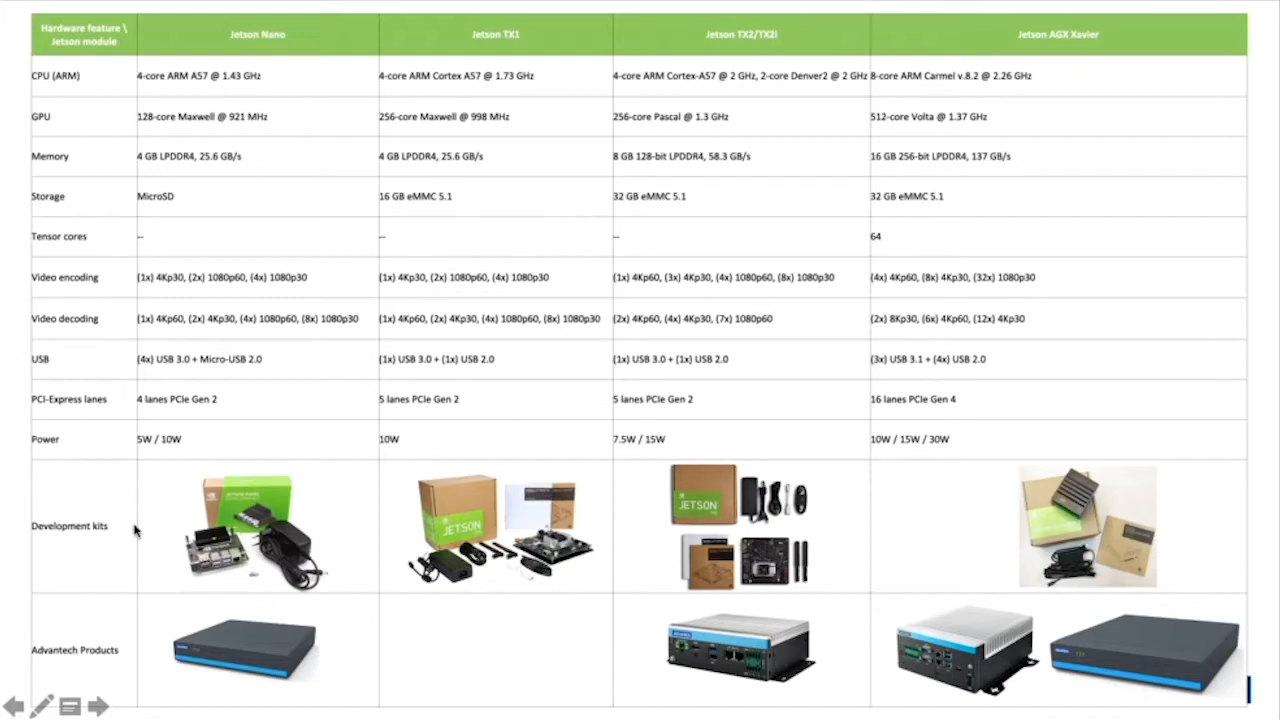 Hardware feature \
Jetson module
Jetson Nano
Jetson TX1
Jetson TX2/TX2i
Jetson AGX Xavier
CPU (ARM)
4-core ARM A57 @ 1.43 GHz
4-core ARM Cortex A57 @ 1.73 GHz
4-core ARM Cortex-A57 @ 2 GHz, 2-core Denver2 @ 2 GHz
8-core ARM Carmel v.8.2 @ 2.26 GHz
GPU
128-core Maxwell @ 921 MHz
256-core Maxwell @ 998 MHz
256-core Pascal @ 1.3 GHz
512-core Volta @ 1.37 GHz
Memory
4 GB LPDDR4, 25.6 GB/s
4 GB LPDDR4, 25.6 GB/s
8 GB 128-bit LPDDR4, 58.3 GB/s
16 GB 256-bit LPDDR4, 137 GB/s
Storage
MicroSD
16 GB eMMC 5.1
32 GB eMMC 5.1
32 GB eMMC 5.1
Tensor cores
--
--
--
64
Video encoding
(1x) 4Kp30, (2x) 1080p60, (4x) 1080p30
(1x) 4Kp30, (2x) 1080p60, (4x) 1080p30
(1x) 4Kp60, (3x) 4Kp30, (4x) 1080p60, (8x) 1080p30
(4x) 4Kp60, (8x) 4Kp30, (32x) 1080p30
Video decoding
(1x) 4Kp60, (2x) 4Kp30, (4x) 1080p60, (8x) 1080p30
(1x) 4Kp60, (2x) 4Kp30, (4x) 1080p60, (8x) 1080p30
(2x) 4Kp60, (4x) 4Kp30, (7x) 1080p60
(2x) 8Kp30, (6x) 4Kp60, (12x) 4Kp30
USB
(4x) USB 3.0 + Micro-USB 2.0
(1x) USB 3.0 + (1x) USB 2.0
(1x) USB 3.0 + (1x) USB 2.0
(3x) USB 3.1 + (4x) USB 2.0
PCI-Express lanes
4 lanes PCIe Gen 2
5 lanes PCIe Gen 2
5 lanes PCIe Gen 2
16 lanes PCIe Gen 4
Power
5W / 10W
10W
7.5W / 15W
10W / 15W / 30W
Development kits
JETSON NANO
JETSON
JETSON
Advantech Products